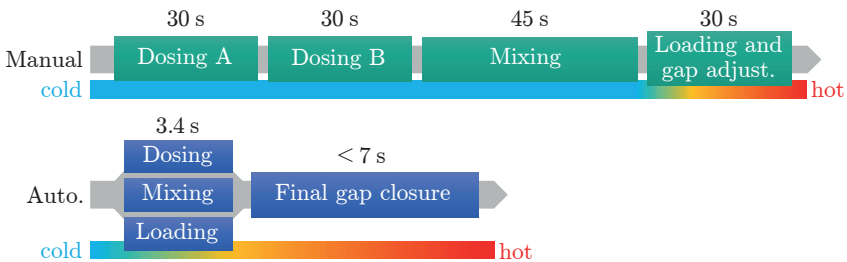 30 s 30 s 45 s 30 s
Manual Dosing A Dosing B Mixing Loading and
gap adjust.
cold hot
3.4 s
Dosing < 7 s
Auto. Mixing Final gap closure
Loading
cold hot